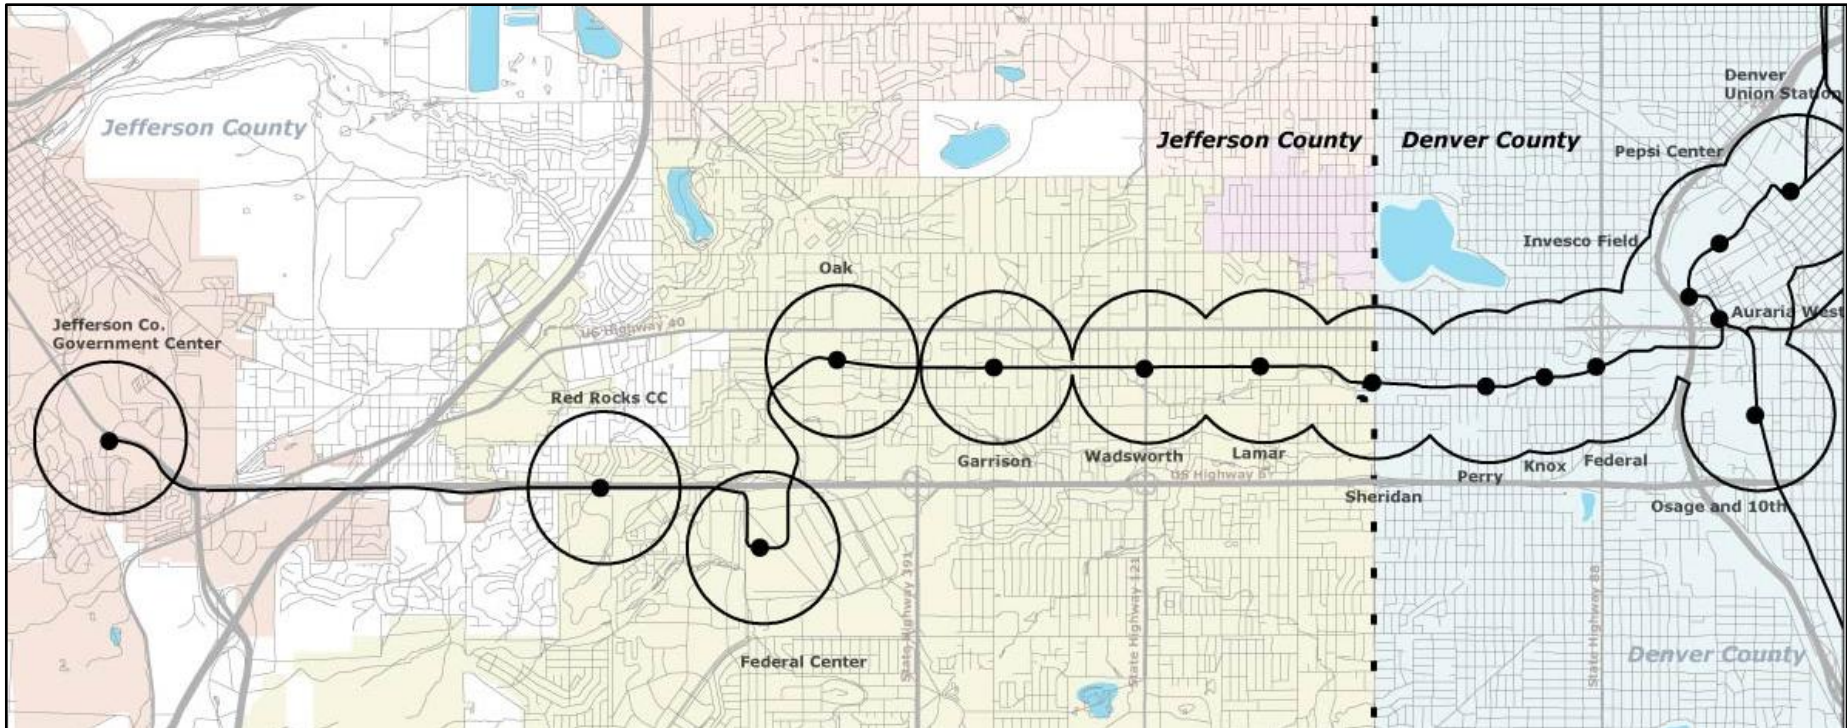 Denver
Union Station
Jefferson County
Jefferson County
Denver County
Pepsi Center
Invesco Field
Oak
Auraria West
Jefferson Co.
Government Center
US Highway 40
Red Rocks CC
Garrison
Wadsworth
Lamar
Federal
Knox
Perry
US Highway 6
Sheridan
Osage and 10th
State Highway 391
State Highway 121
State Highway 88
Federal Center
Denver County